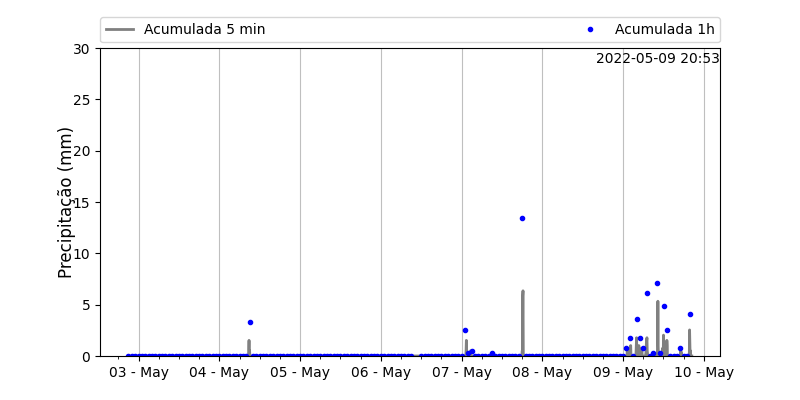 Acumulada 5 min
Acumulada 1h
2022-05-09 20:53
Precipitação (mm)
30
25
20
15
10
5
0
03 - May
04 - May
05 - May
06 - May
07 - May
08 - May
09 - May
10 - May